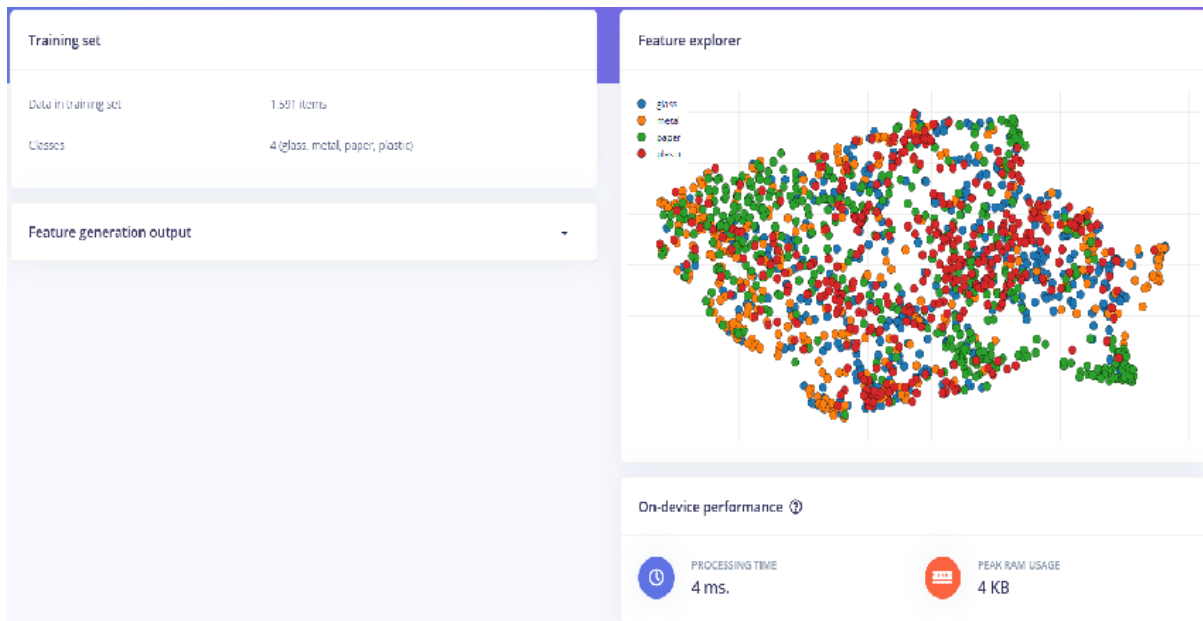 Training set
Data in training set 1,591 items
Classes 4 (glass, metal, paper, plastic)
Feature generation output
Feature explorer
glass
metal
paper
plastic
On-device performance
PROCESSING TIME
4 ms.
PEAK RAM USAGE
4 KB